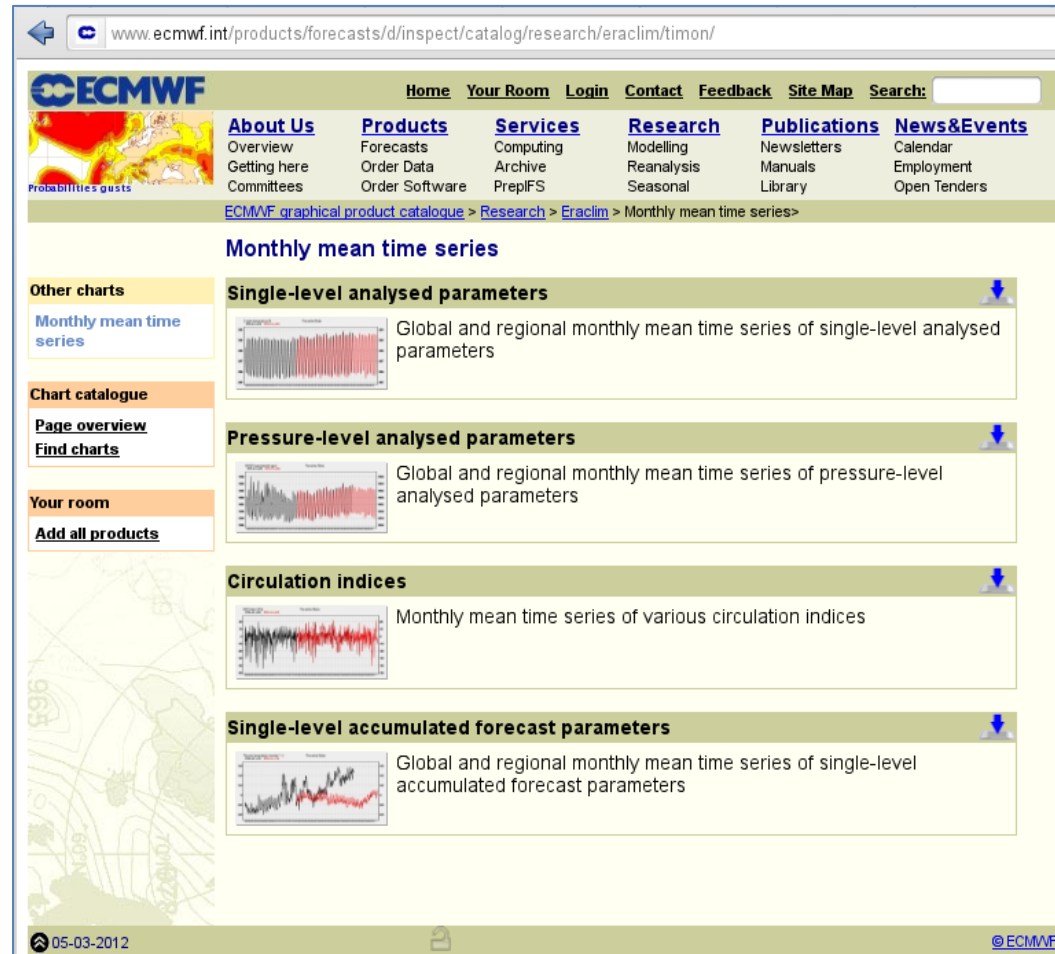 www.ecmwf.int/products/forecasts/d/inspect/catalog/research/eraclim/timon/
ECMWF
Home Your Room Login Contact Feedback Site Map Search:
About Us Products Services Research Publications News&Events
Overview Forecasts Computing Modelling Newsletters Calendar
Getting here Order Data Archive Reanalysis Manuals Employment
Committees Order Software PrepIFS Seasonal Library Open Tenders
Probabilities gusts
ECMWF graphical product catalogue > Research > Eraclim > Monthly mean time series>
Monthly mean time series
Other charts
Monthly mean time
series
Chart catalogue
Page overview
Find charts
Your room
Add all products
Single-level analysed parameters
Global and regional monthly mean time series of single-level analysed
parameters
Pressure-level analysed parameters
Global and regional monthly mean time series of pressure-level
analysed parameters
Circulation indices
Monthly mean time series of various circulation indices
Single-level accumulated forecast parameters
Global and regional monthly mean time series of single-level
accumulated forecast parameters
965
05-03-2012
© ECMWF